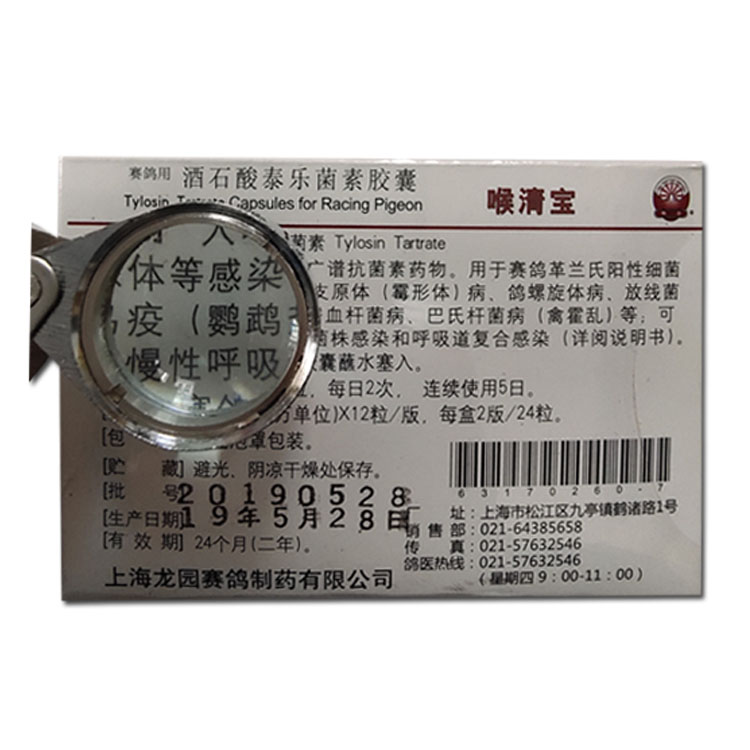 赛鸽用 酒石酸泰乐菌素胶囊
Tylosin Tartrate Capsules for Racing Pigeon
喉清宝
菌素 Tylosin Tartrate
体等感染
广谱抗菌素药物。用于赛鸽革兰氏阳性细菌
支原体(霉形体)病、鸽螺旋体病、放线菌
疫(鹦鹉
血杆菌病、巴氏杆菌病(禽霍乱)等;可
慢性呼吸
菌株感染和呼吸道复合感染(详阅说明书)。
胶囊蘸水塞入。
每日2次, 连续使用5日。
万单位)X12粒/版,每盒2版/24粒。
[包
泡罩包装。
[贮 藏] 避光、阴凉干燥处保存。
[批 号] 20190528
[生产日期] 19年5月28日
[有 效 期] 24个月(二年)。
上海龙园赛鸽制药有限公司
63170260-7
厂 址:上海市松江区九亭镇鹤诸路1号
销 售 部:021-64385658
传 真:021-57632546
鸽医热线:021-57632546
(星期四 9:00-11:00)